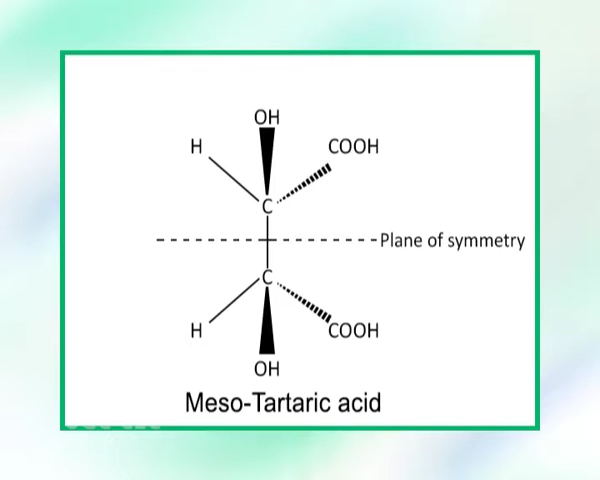 OH
H COOH
C
Plane of symmetry
C
H COOH
OH
Meso-Tartaric acid